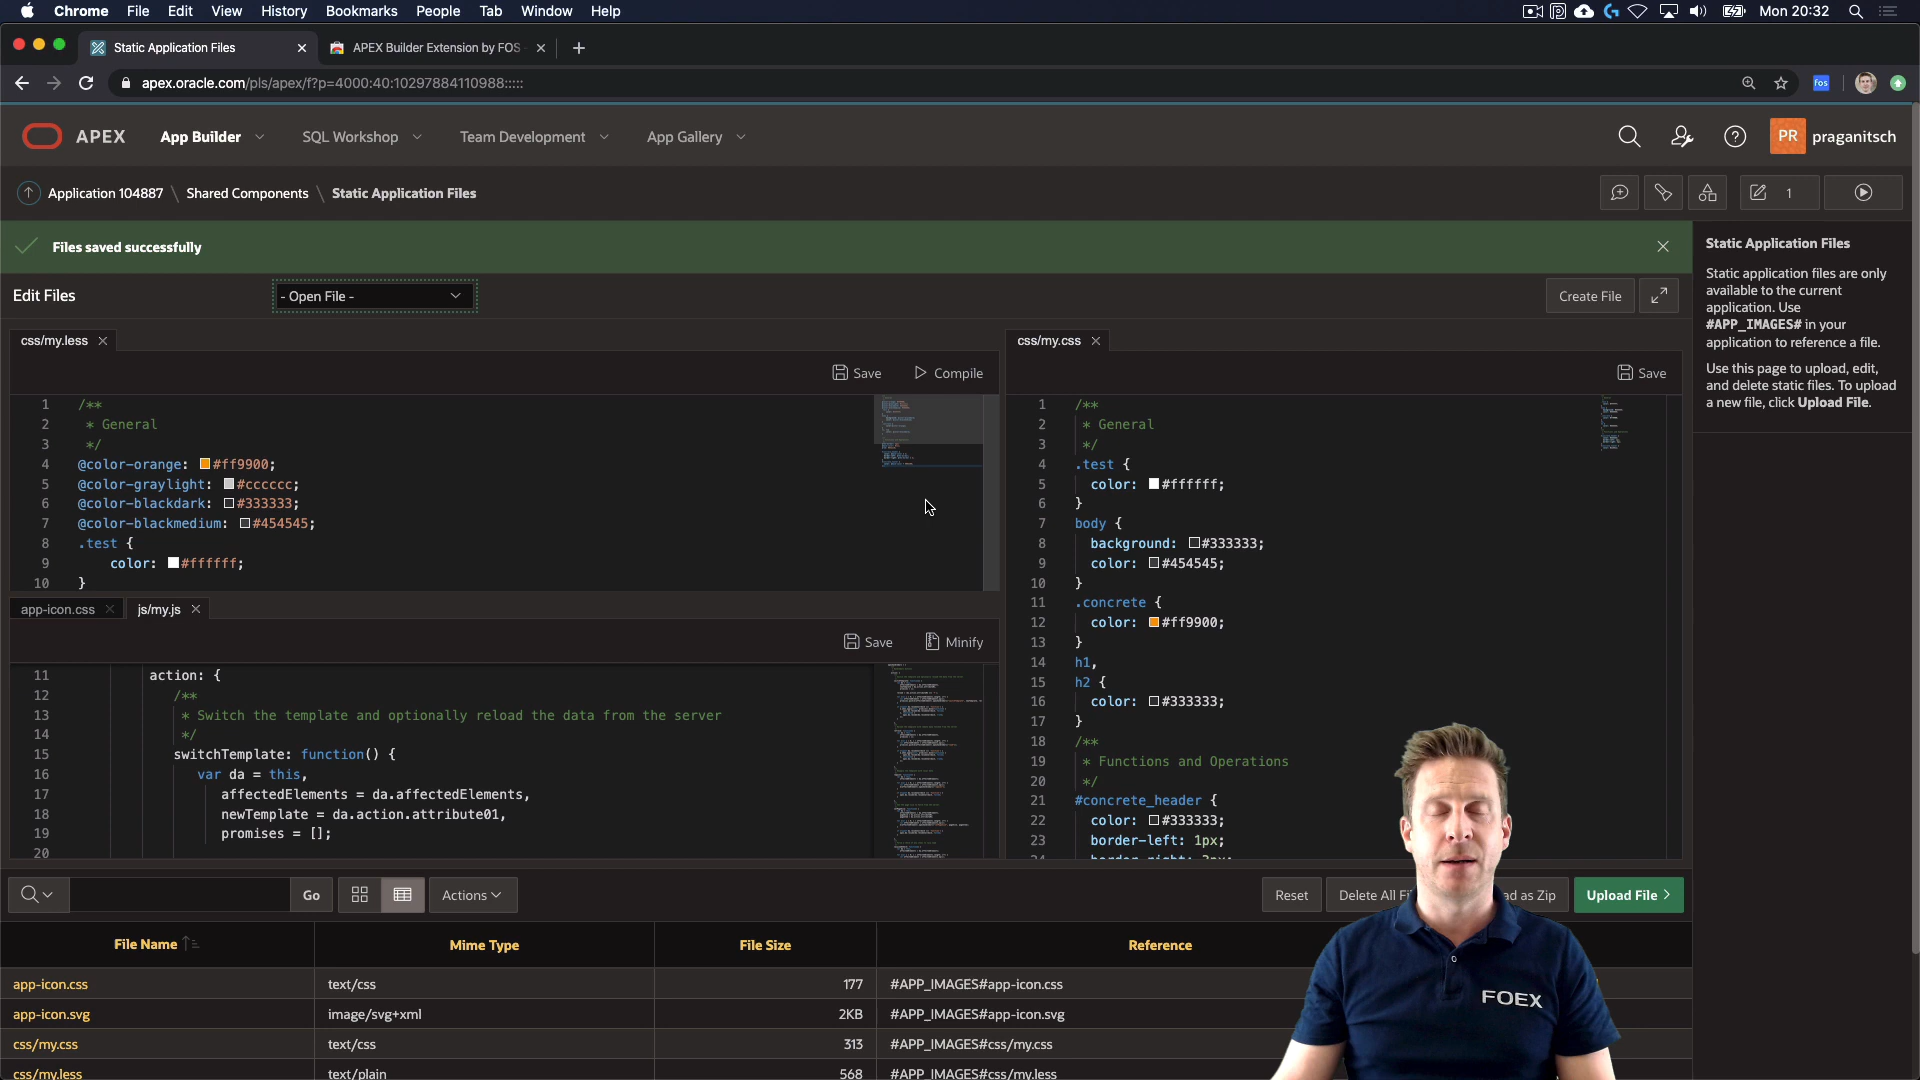 Chrome File Edit View History Bookmarks People Tab Window Help Mon 20:32
Static Application Files APEX Builder Extension by FOS
apex.oracle.com/pls/apex/f?p=4000:40:10297884110988::::: fos
APEX App Builder SQL Workshop Team Development App Gallery PR praganitsch
Application 104887 \ Shared Components \ Static Application Files 1
Files saved successfully
Edit Files - Open File - Create File
css/my.less
Save Compile
1 /**
2 * General
3 */
4 @color-orange: #ff9900;
5 @color-graylight: #cccccc;
6 @color-blackdark: #333333;
7 @color-blackmedium: #454545;
8 .test {
9 color: #ffffff;
10 }
app-icon.css js/my.js
Save Minify
11 action: {
12 /**
13 * Switch the template and optionally reload the data from the server
14 */
15 switchTemplate: function() {
16 var da = this,
17 affectedElements = da.affectedElements,
18 newTemplate = da.action.attribute01,
19 promises = [];
20
css/my.css
Save
1 /**
2 * General
3 */
4 .test {
5 color: #ffffff;
6 }
7 body {
8 background: #333333;
9 color: #454545;
10 }
11 .concrete {
12 color: #ff9900;
13 }
14 h1,
15 h2 {
16 color: #333333;
17 }
18 /**
19 * Functions and Operations
20 */
21 #concrete_header {
22 color: #333333;
23 border-left: 1px;
Static Application Files
Static application files are only
available to the current
application. Use
#APP_IMAGES# in your
application to reference a file.
Use this page to upload, edit,
and delete static files. To upload
a new file, click Upload File.
Go Actions Reset Delete All Fi ad as Zip Upload File
File Name Mime Type File Size Reference
app-icon.css text/css 177 #APP_IMAGES#app-icon.css
app-icon.svg image/svg+xml 2KB #APP_IMAGES#app-icon.svg
css/my.css text/css 313 #APP_IMAGES#css/my.css
css/my.less text/plain 568 #APP_IMAGES#css/my.less
FOEX